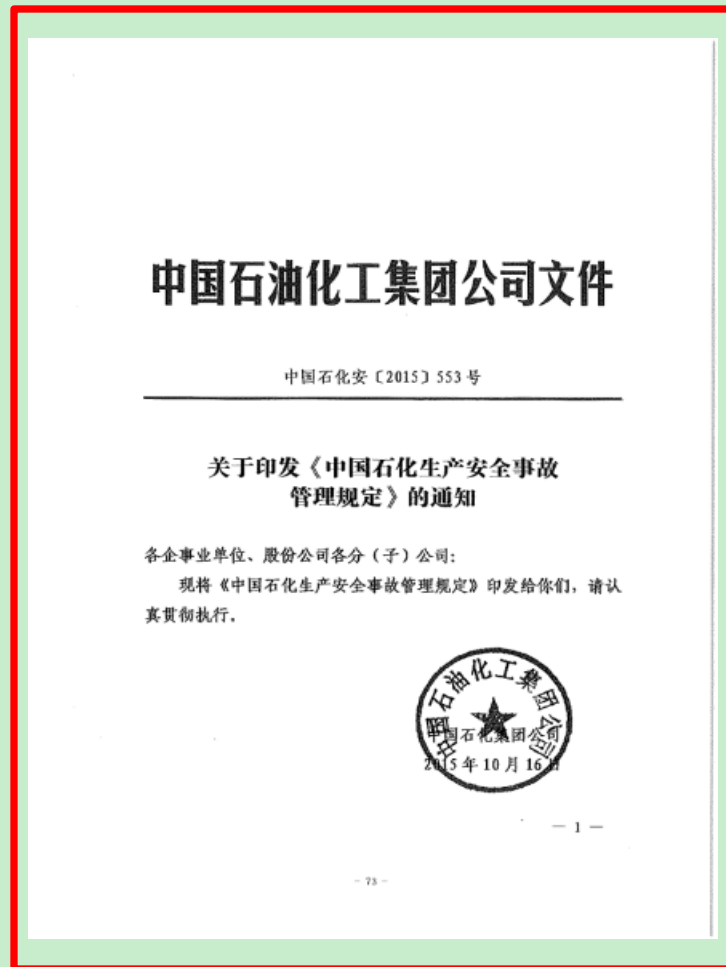 中国石油化工集团公司文件
中国石化安〔2015〕553号
关于印发《中国石化生产安全事故
管理规定》的通知
各企事业单位、股份公司各分（子）公司：
现将《中国石化生产安全事故管理规定》印发给你们，请认
真贯彻执行。
中国石油化工集团公司
中国石化集团公司
2015年10月16日
— 1 —
- 73 -